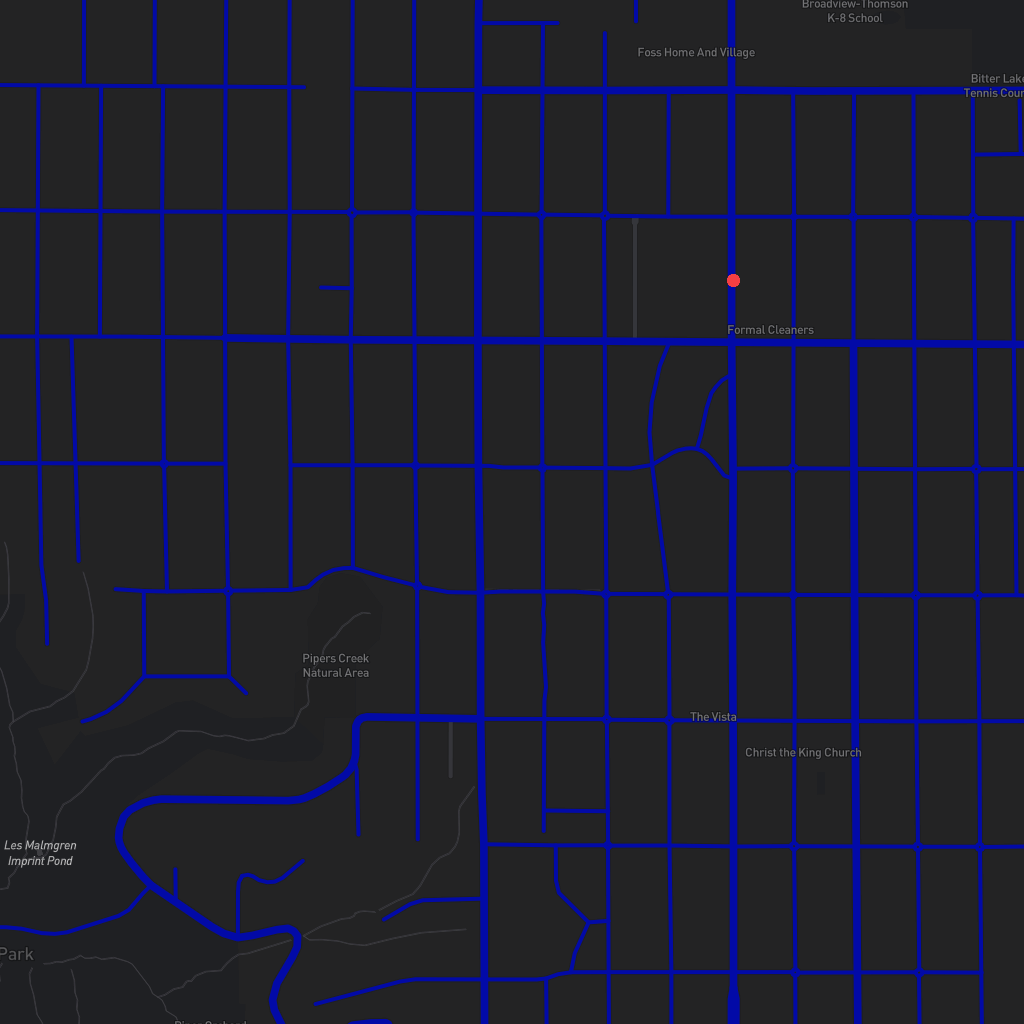 Broadview-Thomson
K-8 School
Foss Home And Village
Bitter Lake
Tennis Cour
Formal Cleaners
Pipers Creek
Natural Area
The Vista
Christ the King Church
Les Malmgren
Imprint Pond
Park